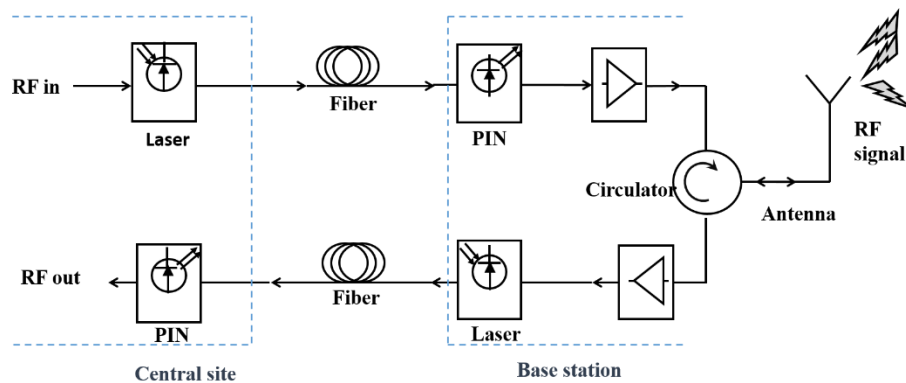 RF in
Laser
Fiber
PIN
Circulator
Antenna
RF
signal
RF out
PIN
Fiber
Laser
Central site
Base station